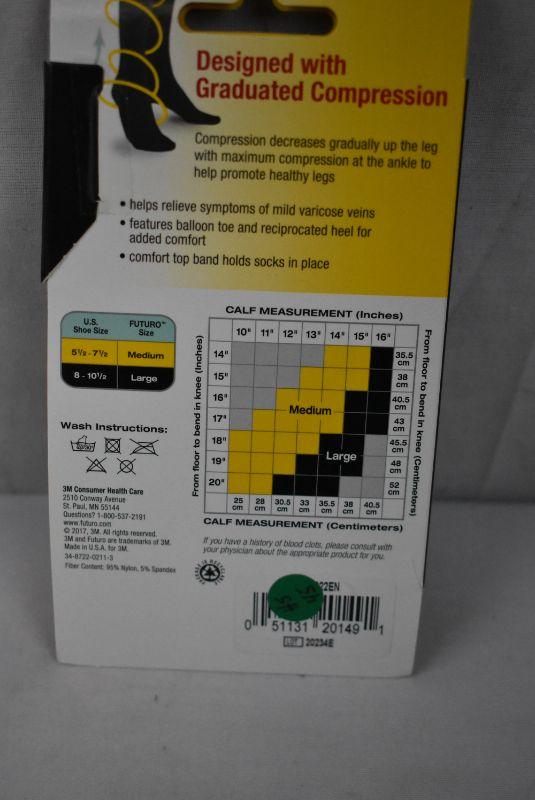 Designed with
Graduated Compression
Compression decreases gradually up the leg
with maximum compression at the ankle to
help promote healthy legs
• helps relieve symptoms of mild varicose veins
• features balloon toe and reciprocated heel for
added comfort
• comfort top band holds socks in place
U.S. Shoe Size FUTURO™ Size
5½ - 7½ Medium
8 - 10½ Large
CALF MEASUREMENT (Inches)
10" 11" 12" 13" 14" 15" 16"
From floor to bend in knee (Inches)
14" 35.5 cm
15" 38 cm
16" 40.5 cm
17" 43 cm
18" 45.5 cm
19" 48 cm
20" 52 cm
Medium
Large
From floor to bend in knee (Centimeters)
25 cm 28 cm 30.5 cm 33 cm 35.5 cm 38 cm 40.5 cm
CALF MEASUREMENT (Centimeters)
Wash Instructions:
3M Consumer Health Care
2510 Conway Avenue
St. Paul, MN 55144
Questions? 1-800-537-2191
www.futuro.com
© 2017, 3M. All rights reserved.
3M and Futuro are trademarks of 3M.
Made in U.S.A. for 3M.
34-8722-0211-3
Fiber Content: 95% Nylon, 5% Spandex
If you have a history of blood clots, please consult with
your physician about the appropriate product for you.
22EN
0 51131 20149 1
LOT 20234E